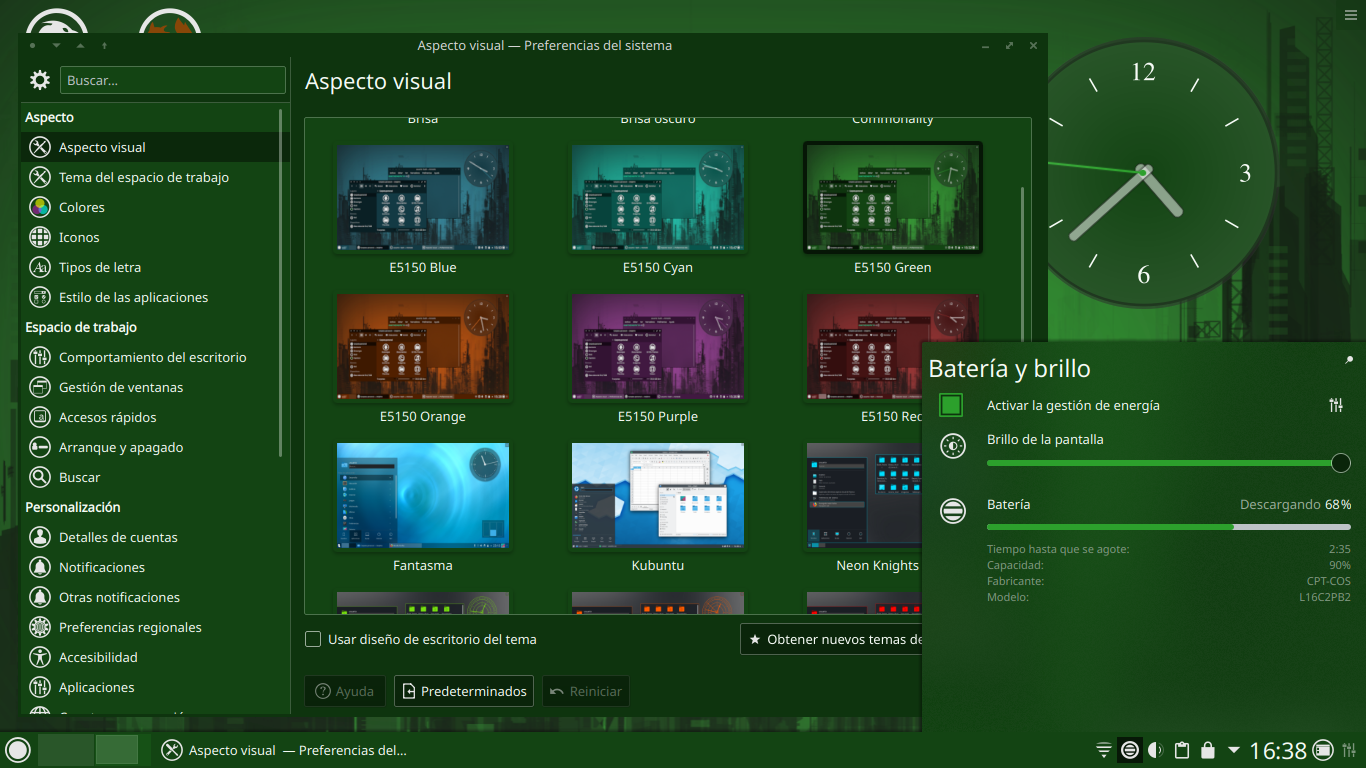 Aspecto visual — Preferencias del sistema
Buscar...
Aspecto
Aspecto visual
Tema del espacio de trabajo
Colores
Iconos
Tipos de letra
Estilo de las aplicaciones
Espacio de trabajo
Comportamiento del escritorio
Gestión de ventanas
Accesos rápidos
Arranque y apagado
Buscar
Personalización
Detalles de cuentas
Notificaciones
Otras notificaciones
Preferencias regionales
Accesibilidad
Aplicaciones
Aspecto visual
Brisa
Brisa oscuro
Commonality
E5150 Blue
E5150 Cyan
E5150 Green
E5150 Orange
E5150 Purple
E5150 Red
Fantasma
Kubuntu
Neon Knights
Usar diseño de escritorio del tema
Obtener nuevos temas de
Ayuda
Predeterminados
Reiniciar
12
3
6
Batería y brillo
Activar la gestión de energía
Brillo de la pantalla
Batería
Descargando 68%
Tiempo hasta que se agote: 2:35
Capacidad: 90%
Fabricante: CPT-COS
Modelo: L16C2PB2
Aspecto visual — Preferencias del...
16:38